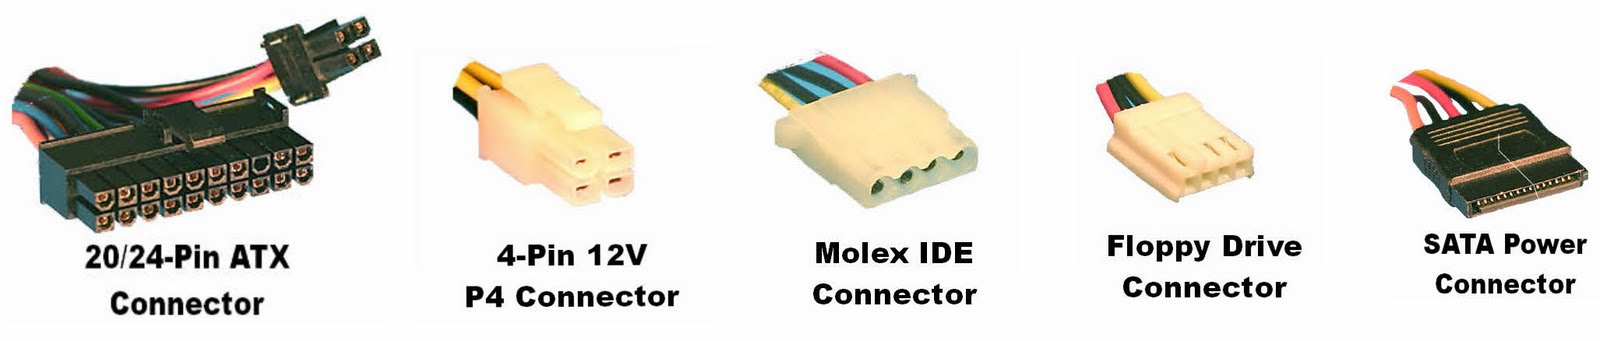 20/24-Pin ATX
Connector
4-Pin 12V
P4 Connector
Molex IDE
Connector
Floppy Drive
Connector
SATA Power
Connector